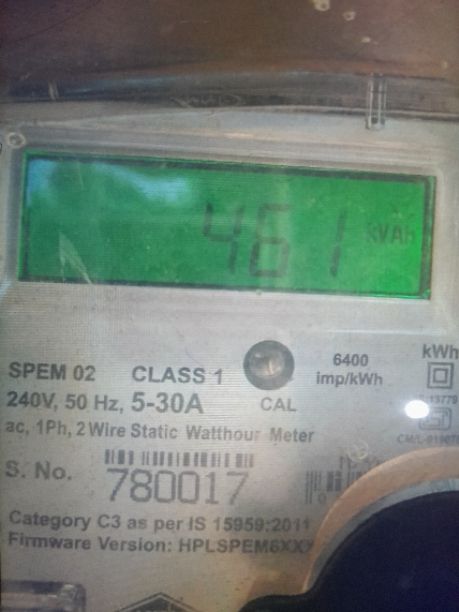 461 kVAh
SPEM 02 CLASS 1
6400 imp/kWh
kWh
240V, 50 Hz, 5-30A
CAL
ac, 1Ph, 2 Wire Static Watthour Meter
S. No. 780017
Category C3 as per IS 15959:2011
Firmware Version: HPLSPEM6XXX